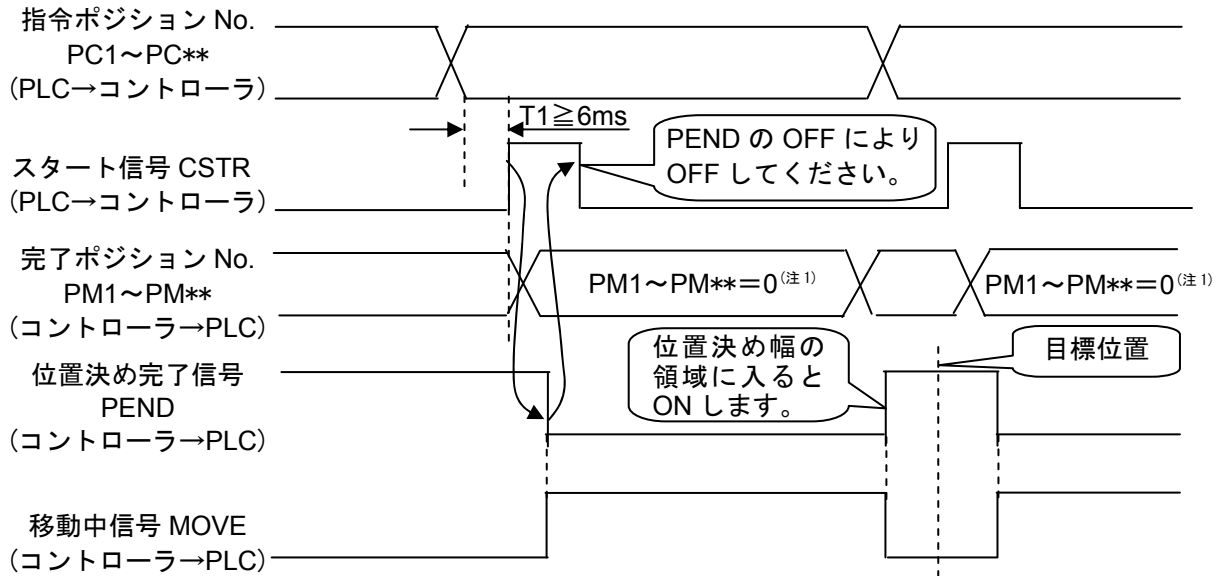 指令ポジション No.
PC1～PC**
(PLC→コントローラ)
T1≧6ms
PEND の OFF により
OFF してください。
スタート信号 CSTR
(PLC→コントローラ)
完了ポジション No.
PM1～PM**
(コントローラ→PLC)
PM1～PM**＝0(注1)
PM1～PM**＝0(注1)
位置決め幅の
領域に入ると
ON します。
目標位置
位置決め完了信号
PEND
(コントローラ→PLC)
移動中信号 MOVE
(コントローラ→PLC)